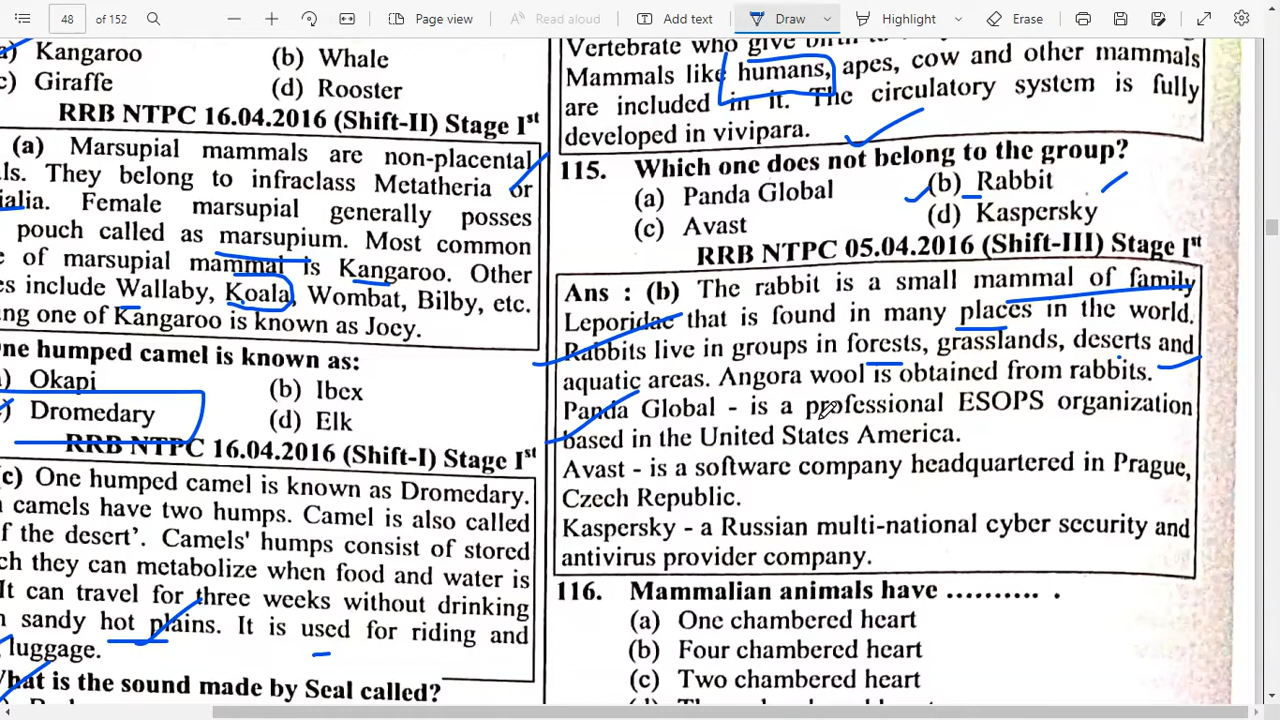 48 of 152
Page view
Read aloud
Add text
Draw
Highlight
Erase
Kangaroo
(b) Whale
c) Giraffe
(d) Rooster
RRB NTPC 16.04.2016 (Shift-II) Stage Ist
(a) Marsupial mammals are non-placental
ls. They belong to infraclass Metatheria or
ialia. Female marsupial generally posses
pouch called as marsupium. Most common
e of marsupial mammal is Kangaroo. Other
es include Wallaby, Koala, Wombat, Bilby, etc.
ng one of Kangaroo is known as Joey.
One humped camel is known as:
) Okapi
(b) Ibex
Dromedary
(d) Elk
RRB NTPC 16.04.2016 (Shift-I) Stage Ist
(c) One humped camel is known as Dromedary.
camels have two humps. Camel is also called
f the desert'. Camels' humps consist of stored
ch they can metabolize when food and water is
It can travel for three weeks without drinking
sandy hot plains. It is used for riding and
luggage.
What is the sound made by Seal called?
Vertebrate who give birth to
Mammals like humans, apes, cow and other mammals
are included in it. The circulatory system is fully
developed in vivipara.
115. Which one does not belong to the group?
(a) Panda Global
(b) Rabbit
(c) Avast
(d) Kaspersky
RRB NTPC 05.04.2016 (Shift-III) Stage Ist
Ans : (b) The rabbit is a small mammal of family
Leporidae that is found in many places in the world.
Rabbits live in groups in forests, grasslands, deserts and
aquatic areas. Angora wool is obtained from rabbits.
Panda Global - is a professional ESOPS organization
based in the United States America.
Avast - is a software company headquartered in Prague,
Czech Republic.
Kaspersky - a Russian multi-national cyber security and
antivirus provider company.
116. Mammalian animals have .......... .
(a) One chambered heart
(b) Four chambered heart
(c) Two chambered heart